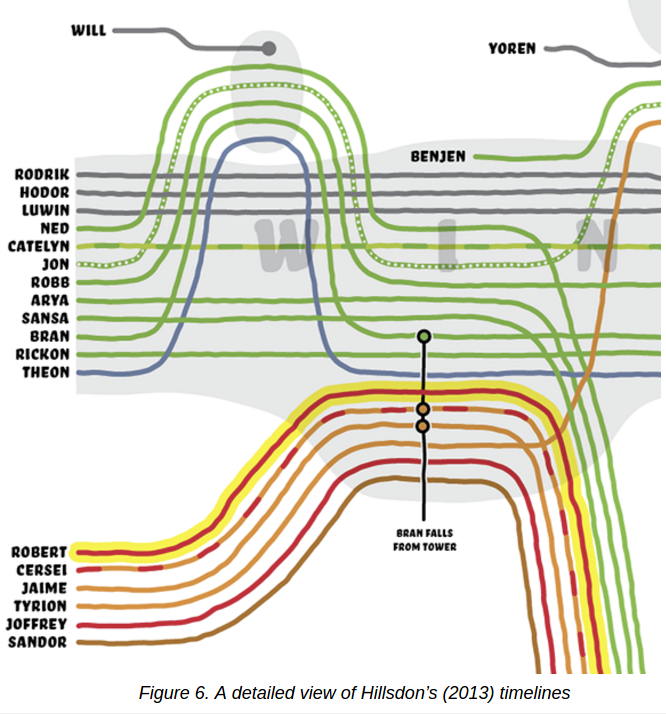 WILL
YOREN
BENJEN
RODRIK
HODOR
LUWIN
NED
CATELYN
JON
ROBB
ARYA
SANSA
BRAN
RICKON
THEON
W I N
ROBERT
CERSEI
JAIME
TYRION
JOFFREY
SANDOR
BRAN FALLS
FROM TOWER
Figure 6. A detailed view of Hillsdon's (2013) timelines